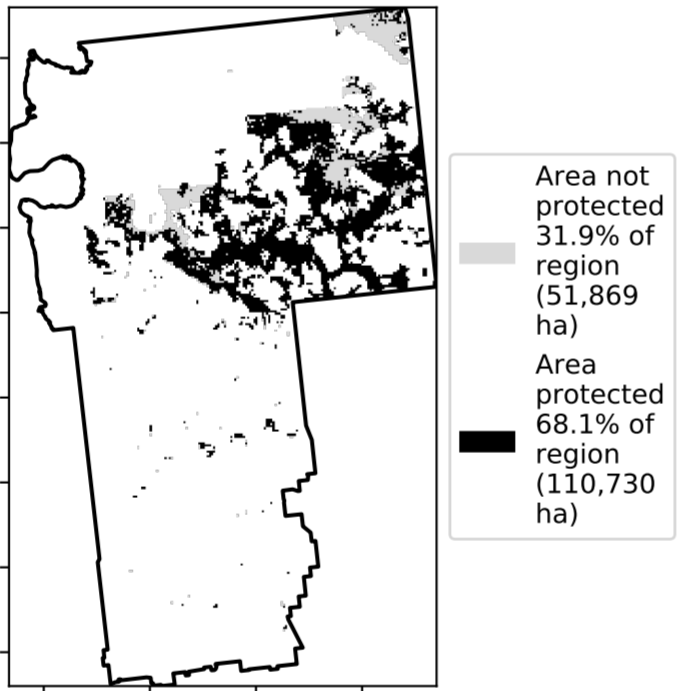 Area not
protected
31.9% of
region
(51,869
ha)
Area
protected
68.1% of
region
(110,730
ha)